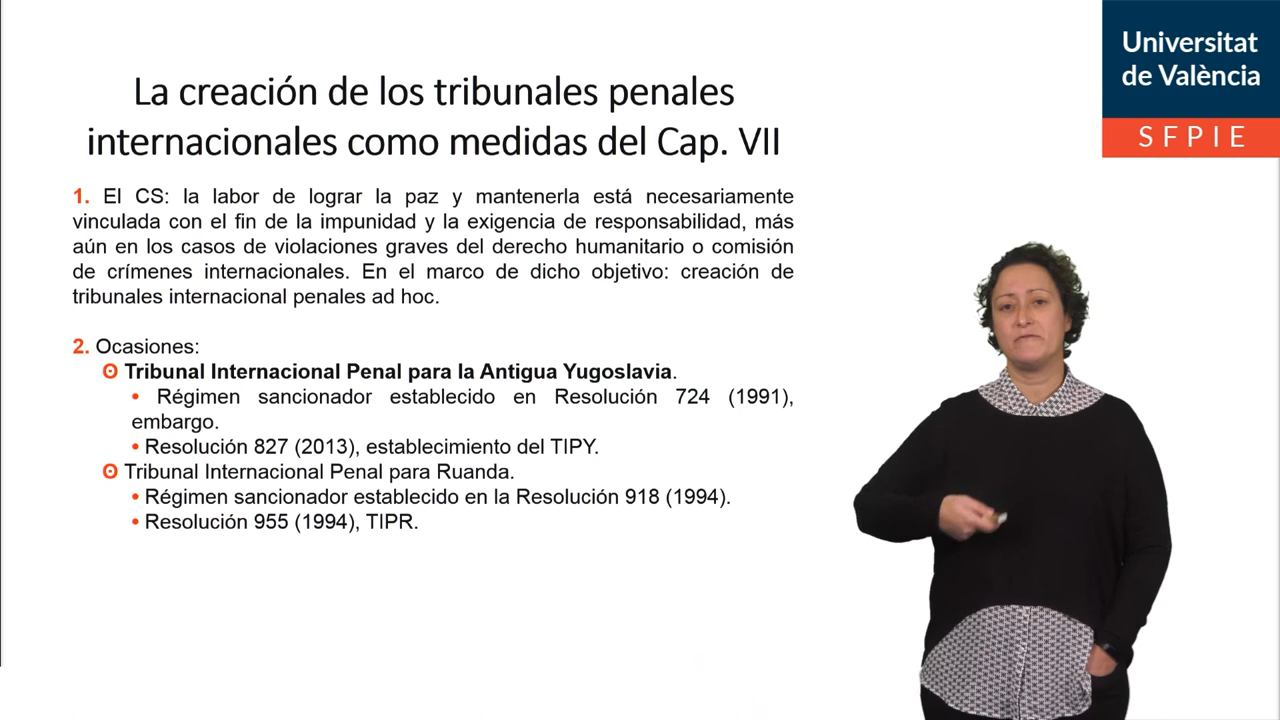 Universitat
de València
SFPIE
La creación de los tribunales penales
internacionales como medidas del Cap. VII
1. El CS: la labor de lograr la paz y mantenerla está necesariamente
vinculada con el fin de la impunidad y la exigencia de responsabilidad, más
aún en los casos de violaciones graves del derecho humanitario o comisión
de crímenes internacionales. En el marco de dicho objetivo: creación de
tribunales internacional penales ad hoc.
2. Ocasiones:
ʘ Tribunal Internacional Penal para la Antigua Yugoslavia.
• Régimen sancionador establecido en Resolución 724 (1991),
embargo.
• Resolución 827 (2013), establecimiento del TIPY.
ʘ Tribunal Internacional Penal para Ruanda.
• Régimen sancionador establecido en la Resolución 918 (1994).
• Resolución 955 (1994), TIPR.